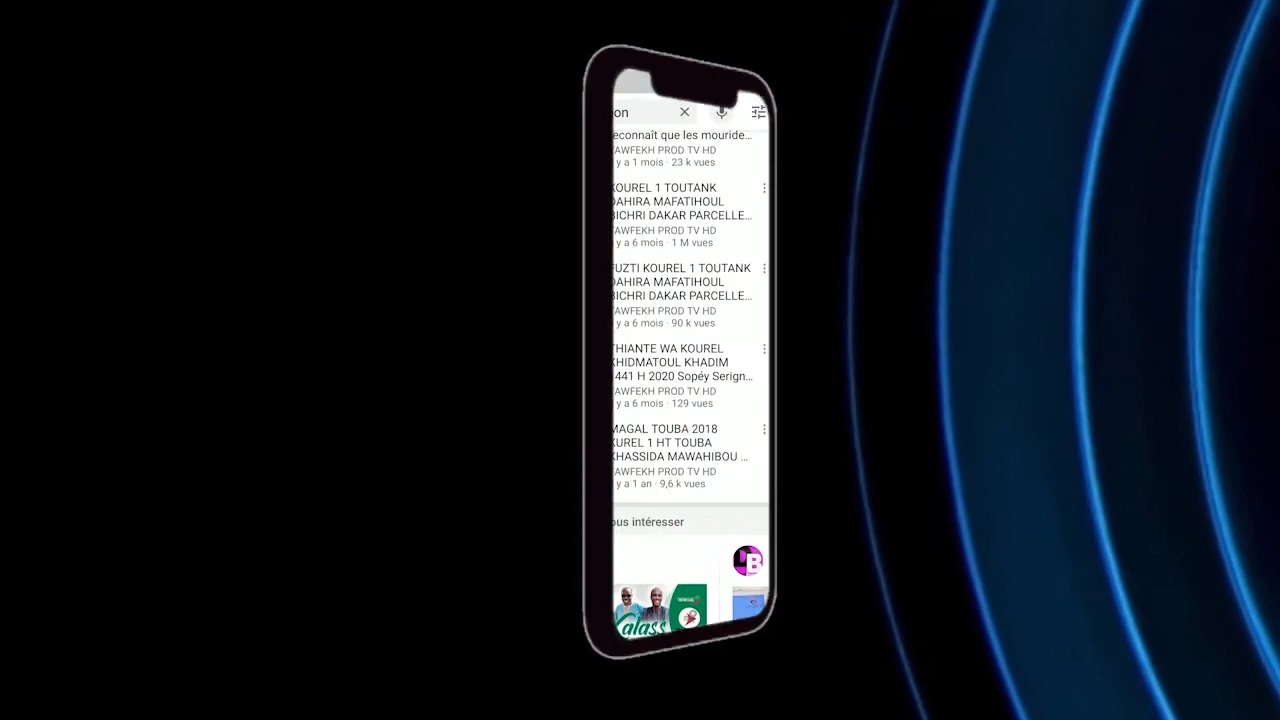 on
econnaît que les mouride...
AWFEKH PROD TV HD
y a 1 mois · 23 k vues
KOUREL 1 TOUTANK
DAHIRA MAFATIHOUL
BICHRI DAKAR PARCELLE...
AWFEKH PROD TV HD
y a 6 mois · 1 M vues
FUZTI KOUREL 1 TOUTANK
DAHIRA MAFATIHOUL
BICHRI DAKAR PARCELLE...
AWFEKH PROD TV HD
y a 6 mois · 90 k vues
THIANTE WA KOUREL
KHIDMATOUL KHADIM
1441 H 2020 Sopéy Serign...
AWFEKH PROD TV HD
y a 6 mois · 129 vues
MAGAL TOUBA 2018
KUREL 1 HT TOUBA
KHASSIDA MAWAHIBOU ...
AWFEKH PROD TV HD
y a 1 an · 9,6 k vues
ous intéresser
B
Kalass